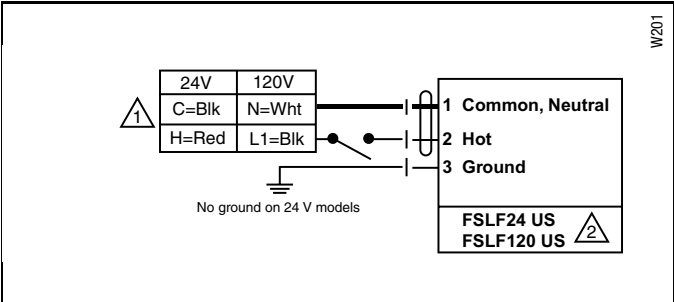 W201
24V 120V
C=Blk N=Wht
H=Red L1=Blk
1
1 Common, Neutral
2 Hot
3 Ground
No ground on 24 V models
FSLF24 US
FSLF120 US
2